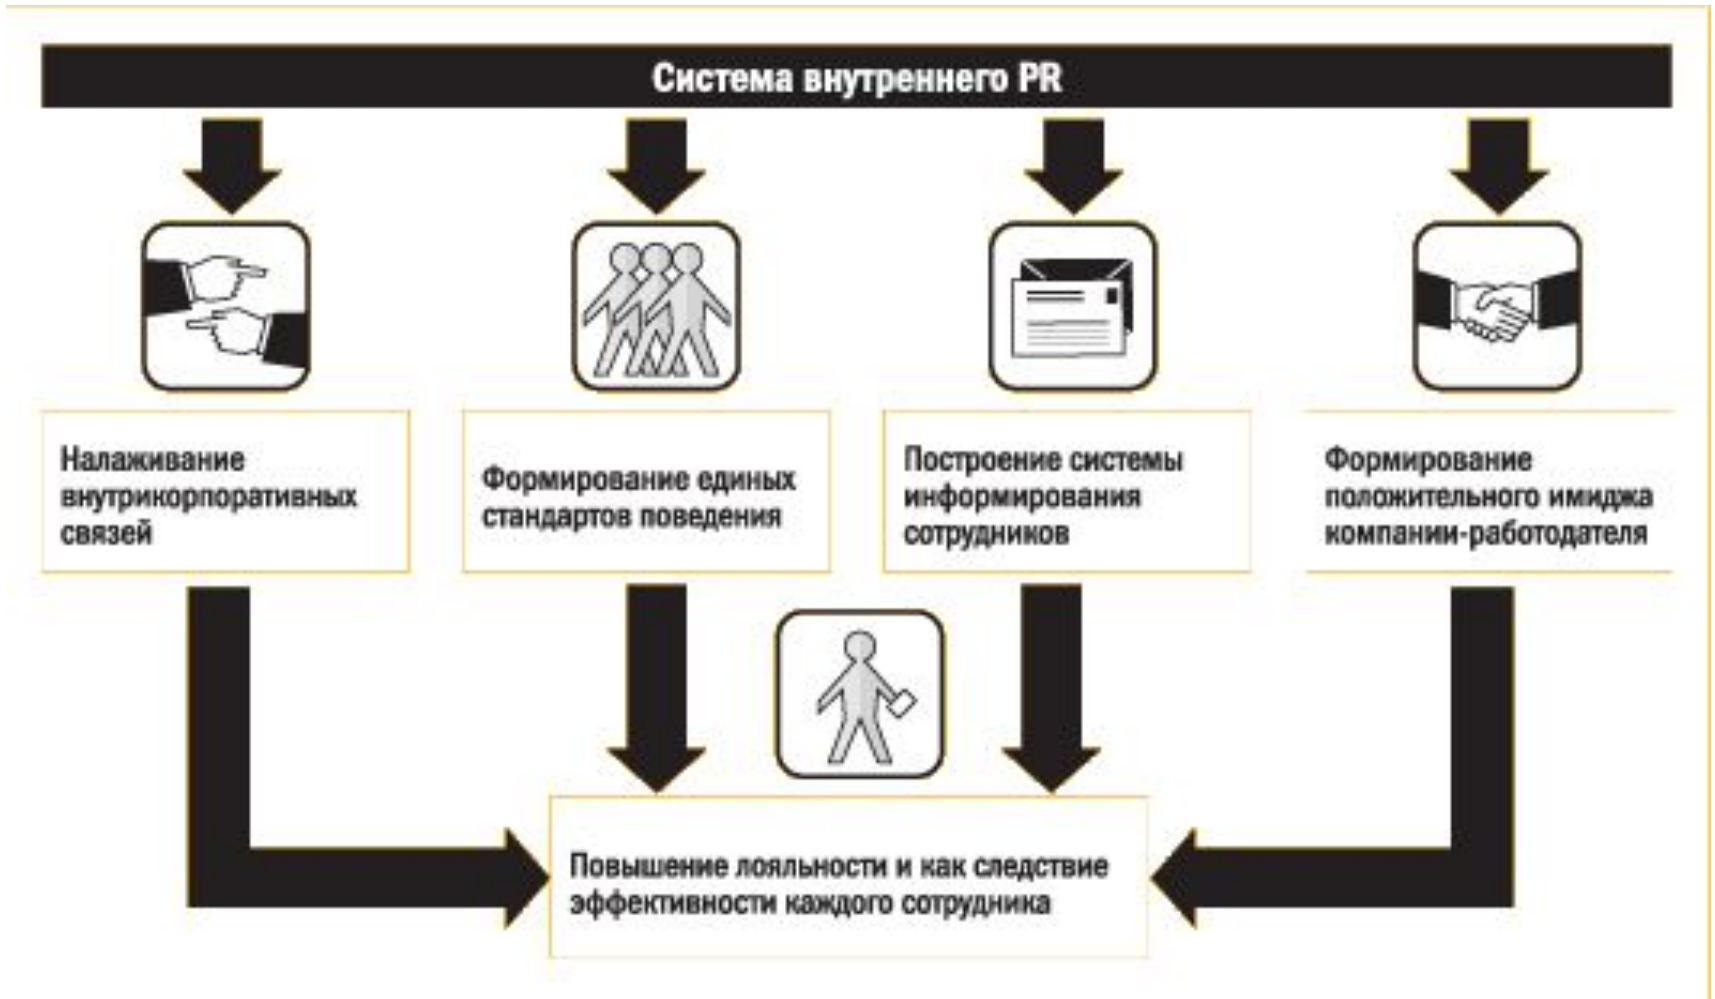 Система внутреннего PR
Налаживание
внутрикорпоративных
связей
Формирование единых
стандартов поведения
Построение системы
информирования
сотрудников
Формирование
положительного имиджа
компании-работодателя
Повышение лояльности и как следствие
эффективности каждого сотрудника